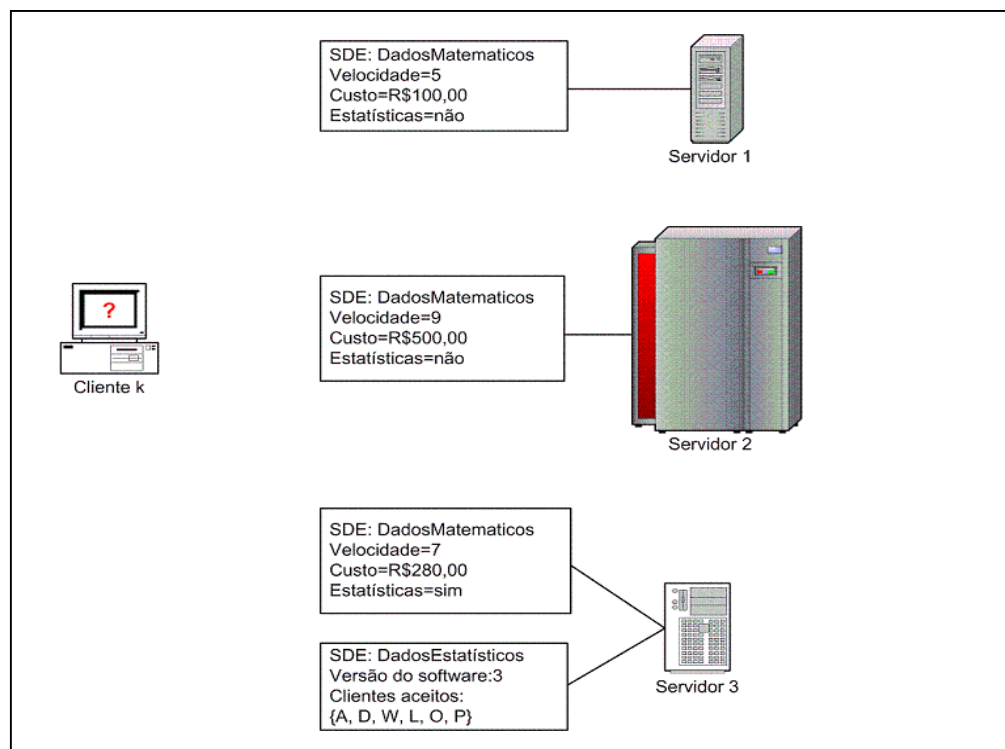 SDE: DadosMatematicos
Velocidade=5
Custo=R$100,00
Estatísticas=não
Servidor 1
SDE: DadosMatematicos
Velocidade=9
Custo=R$500,00
Estatísticas=não
?
Cliente k
Servidor 2
SDE: DadosMatematicos
Velocidade=7
Custo=R$280,00
Estatísticas=sim
SDE: DadosEstatísticos
Versão do software:3
Clientes aceitos:
{A, D, W, L, O, P}
Servidor 3